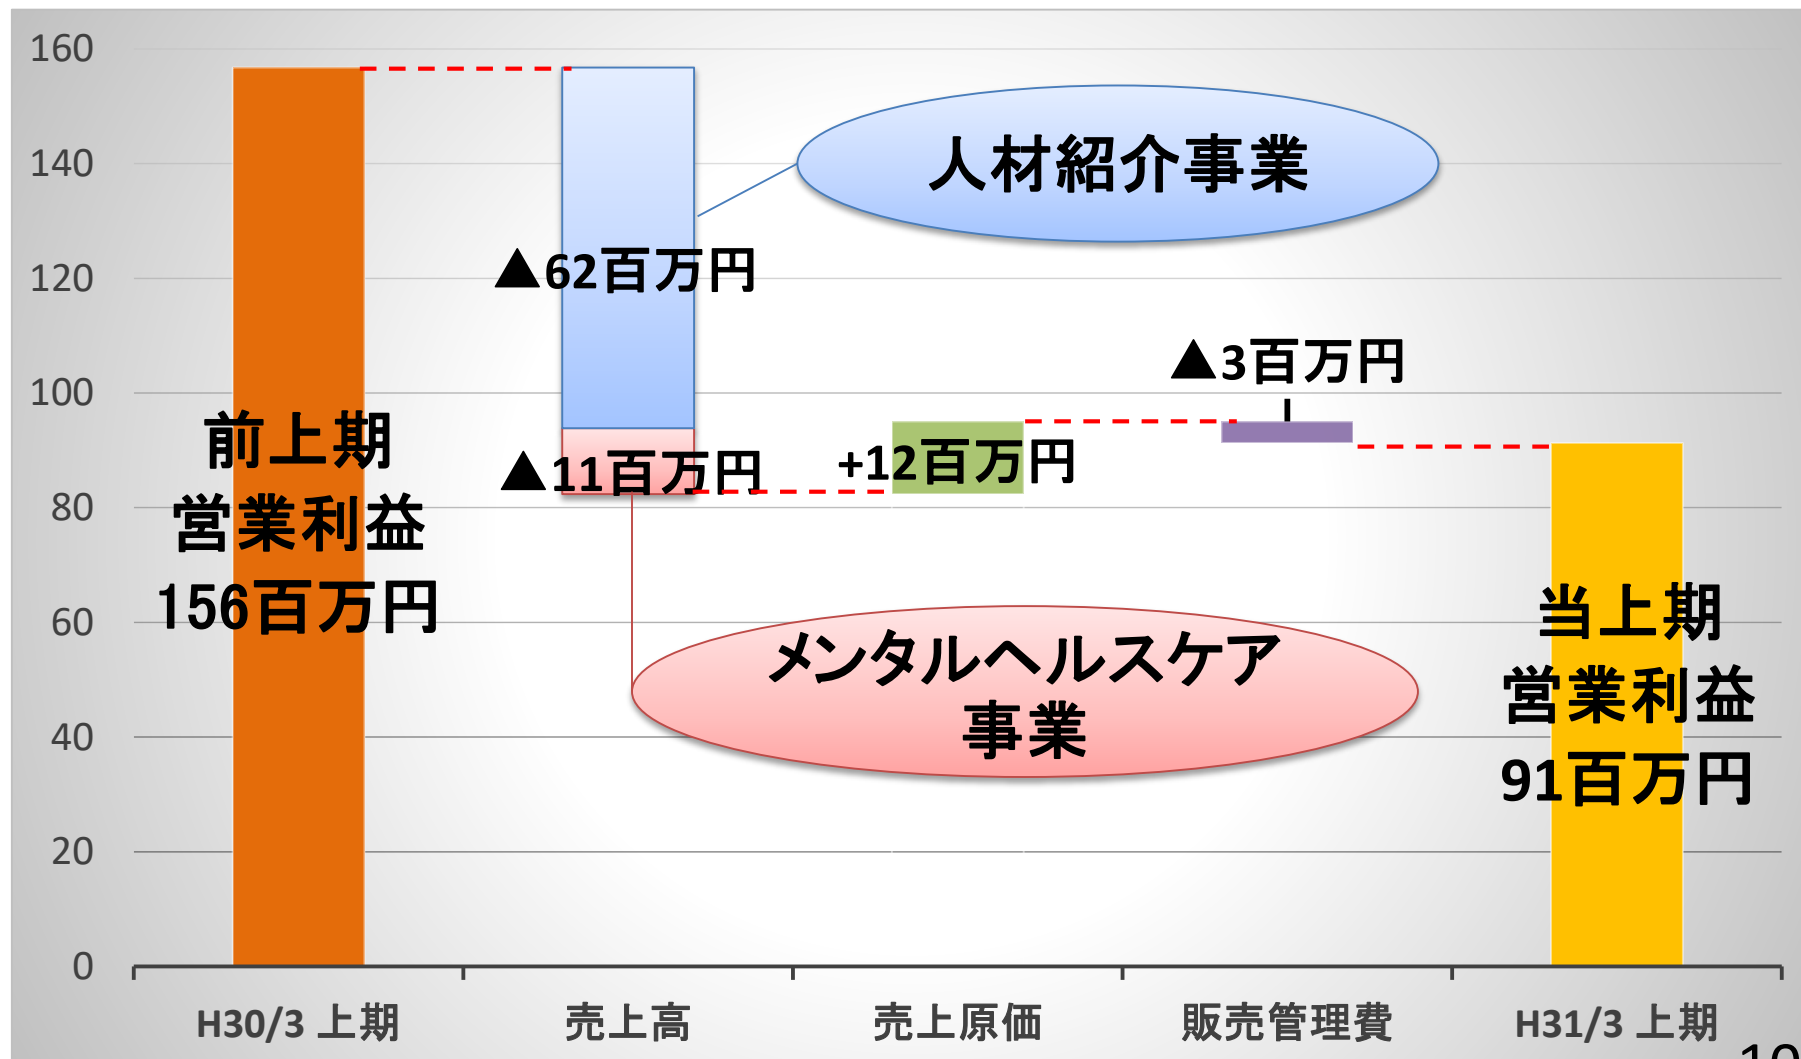 160
140
120
100
80
60
40
20
0
人材紹介事業
▲62百万円
▲3百万円
前上期
営業利益
156百万円
▲11百万円
+12百万円
メンタルヘルスケア
事業
当上期
営業利益
91百万円
H30/3 上期
売上高
売上原価
販売管理費
H31/3 上期